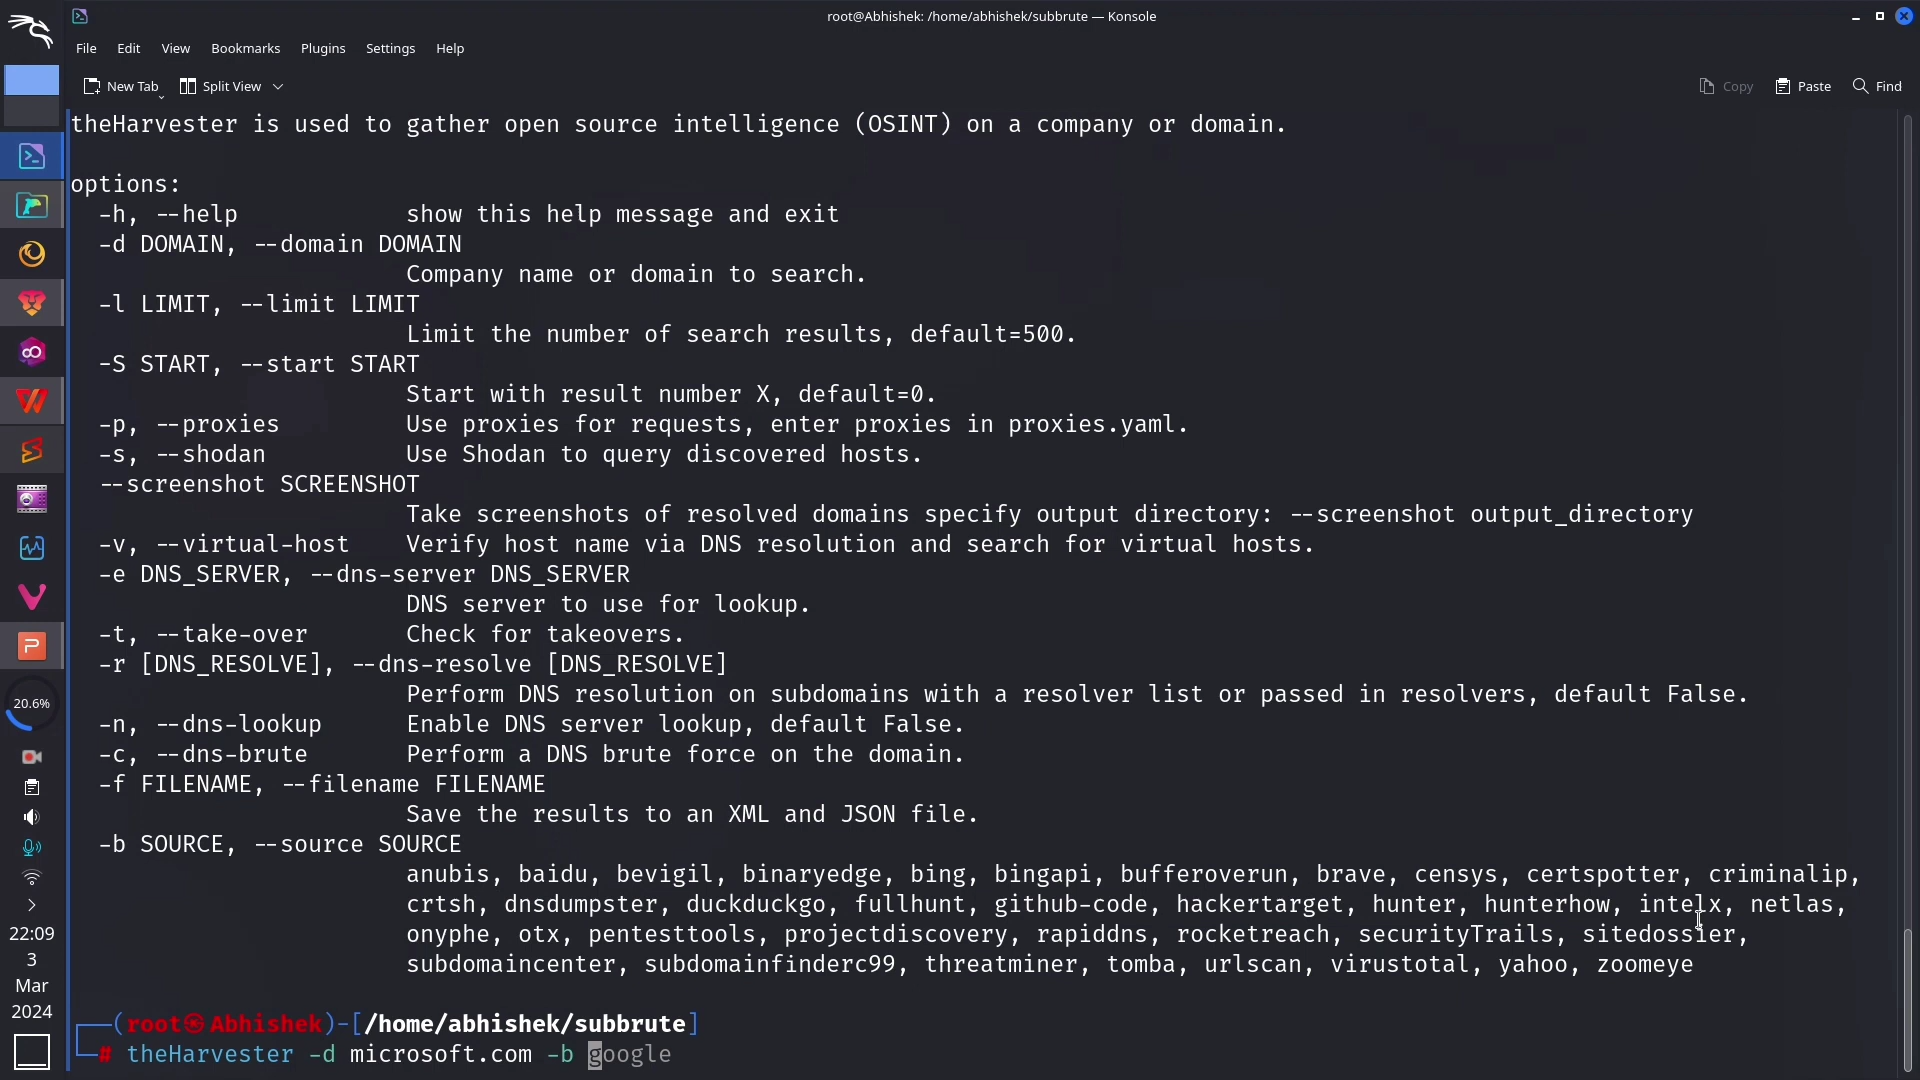 root@Abhishek: /home/abhishek/subbrute — Konsole
File Edit View Bookmarks Plugins Settings Help
New Tab Split View Copy Paste Find
theHarvester is used to gather open source intelligence (OSINT) on a company or domain.
options:
-h, --help show this help message and exit
-d DOMAIN, --domain DOMAIN
Company name or domain to search.
-l LIMIT, --limit LIMIT
Limit the number of search results, default=500.
-S START, --start START
Start with result number X, default=0.
-p, --proxies Use proxies for requests, enter proxies in proxies.yaml.
-s, --shodan Use Shodan to query discovered hosts.
--screenshot SCREENSHOT
Take screenshots of resolved domains specify output directory: --screenshot output_directory
-v, --virtual-host Verify host name via DNS resolution and search for virtual hosts.
-e DNS_SERVER, --dns-server DNS_SERVER
DNS server to use for lookup.
-t, --take-over Check for takeovers.
-r [DNS_RESOLVE], --dns-resolve [DNS_RESOLVE]
Perform DNS resolution on subdomains with a resolver list or passed in resolvers, default False.
-n, --dns-lookup Enable DNS server lookup, default False.
-c, --dns-brute Perform a DNS brute force on the domain.
-f FILENAME, --filename FILENAME
Save the results to an XML and JSON file.
-b SOURCE, --source SOURCE
anubis, baidu, bevigil, binaryedge, bing, bingapi, bufferoverun, brave, censys, certspotter, criminalip,
crtsh, dnsdumpster, duckduckgo, fullhunt, github-code, hackertarget, hunter, hunterhow, intelx, netlas,
onyphe, otx, pentesttools, projectdiscovery, rapiddns, rocketreach, securityTrails, sitedossier,
subdomaincenter, subdomainfinderc99, threatminer, tomba, urlscan, virustotal, yahoo, zoomeye
(root㉿Abhishek)-[/home/abhishek/subbrute]
# theHarvester -d microsoft.com -b google
20.6%
22:09
3
Mar
2024